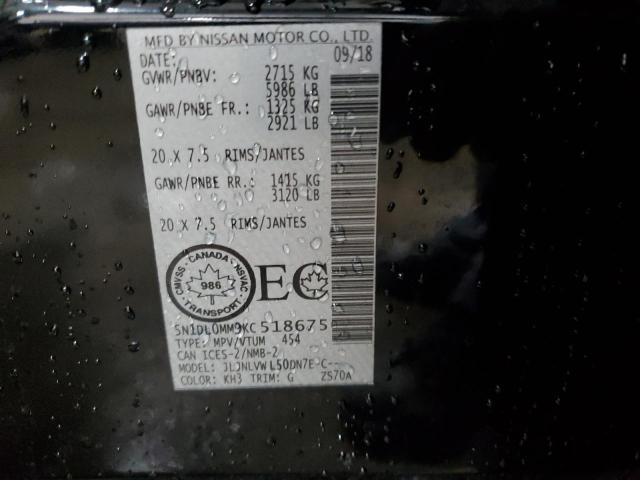 MFD BY NISSAN MOTOR CO., LTD.
DATE: 09/18
GVWR/PNBV: 2715 KG
5986 LB
GAWR/PNBE FR.: 1325 KG
2921 LB
20 X 7.5 RIMS/JANTES
GAWR/PNBE RR.: 1415 KG
3120 LB
20 X 7.5 RIMS/JANTES
CANADA
CMVSS NSVAC
986
TRANSPORT
EC
5N1DL0MM9KC518675
TYPE: MPV/VTUM 454
CAN ICES-2/NMB-2
MODEL: JLJNLVWL50DN7E-C---
COLOR: KH3 TRIM: G ZS70A